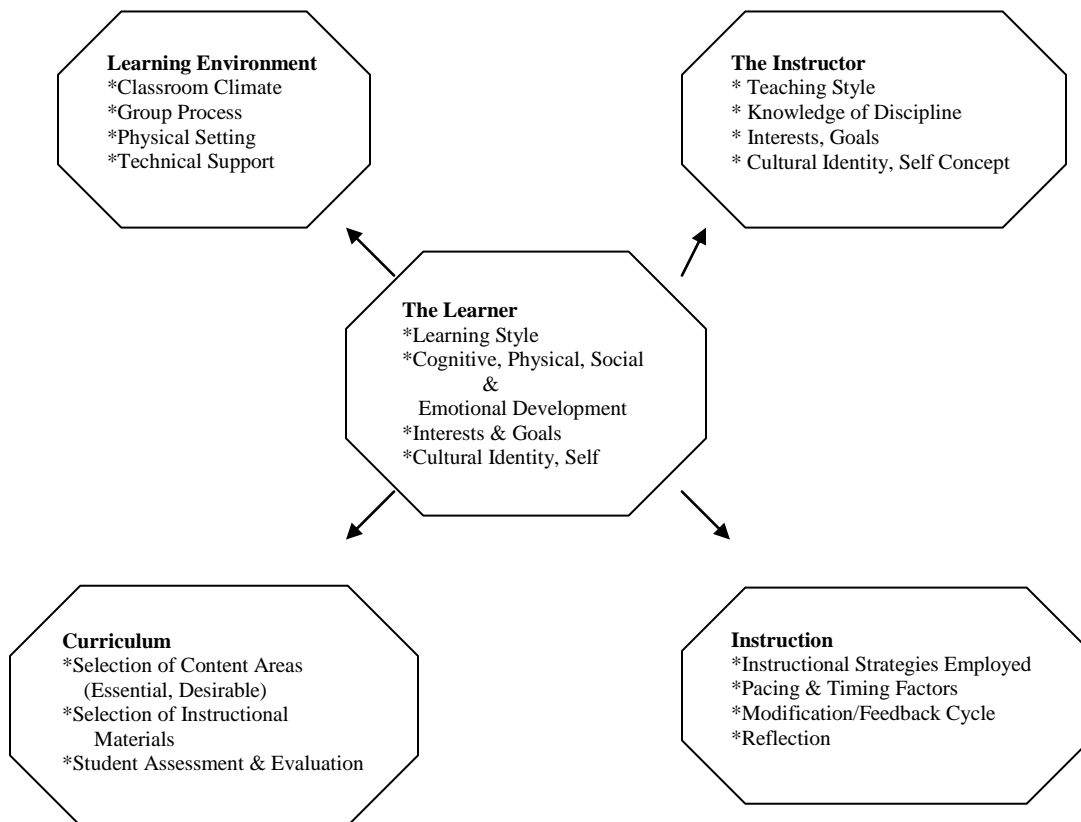 Learning Environment
*Classroom Climate
*Group Process
*Physical Setting
*Technical Support
The Instructor
* Teaching Style
* Knowledge of Discipline
* Interests, Goals
* Cultural Identity, Self Concept
The Learner
*Learning Style
*Cognitive, Physical, Social
&
Emotional Development
*Interests & Goals
*Cultural Identity, Self
Curriculum
*Selection of Content Areas
(Essential, Desirable)
*Selection of Instructional
Materials
*Student Assessment & Evaluation
Instruction
*Instructional Strategies Employed
*Pacing & Timing Factors
*Modification/Feedback Cycle
*Reflection